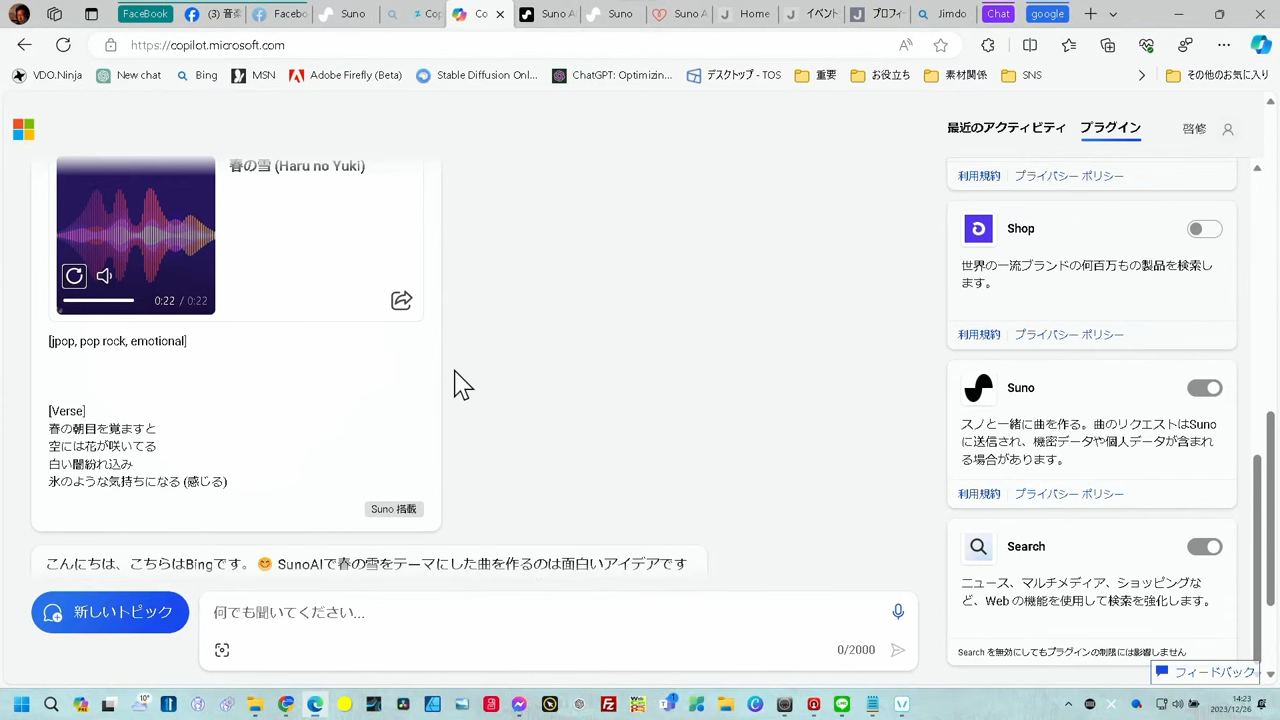 FaceBook
(3) 音楽
Faceb
Suno
Cop
Co
Suno A
Suno
Suno A
Home
イベ
プロフィ
Jimdo
Chat
google
https://copilot.microsoft.com
VDO.Ninja
New chat
Bing
MSN
Adobe Firefly (Beta)
Stable Diffusion Onl...
ChatGPT: Optimizin...
デスクトップ - TOS
重要
お役立ち
素材関係
SNS
その他のお気に入り
最近のアクティビティ
プラグイン
啓修
春の雪 (Haru no Yuki)
0:22 / 0:22
[jpop, pop rock, emotional]
[Verse]
春の朝目を覚ますと
空には花が咲いてる
白い闇紛れ込み
氷のような気持ちになる (感じる)
Suno 搭載
こんにちは、こちらはBingです。😊 SunoAIで春の雪をテーマにした曲を作るのは面白いアイデアです
新しいトピック
何でも聞いてください...
0/2000
利用規約
プライバシー ポリシー
Shop
世界の一流ブランドの何百万もの製品を検索し
ます。
利用規約
プライバシー ポリシー
Suno
スノと一緒に曲を作る。曲のリクエストはSuno
に送信され、機密データや個人データが含まれ
る場合があります。
利用規約
プライバシー ポリシー
Search
ニュース、マルチメディア、ショッピングな
ど、Web の機能を使用して検索を強化します。
Search を無効にしてもプラグインの制限には影響しません
フィードバック
10°
14:23
2023/12/26